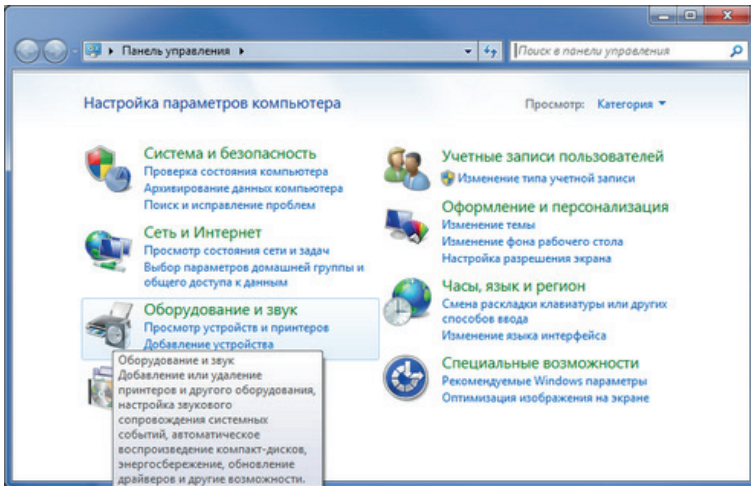 Панель управления
Поиск в панели управления
Настройка параметров компьютера
Просмотр: Категория
Система и безопасность
Проверка состояния компьютера
Архивирование данных компьютера
Поиск и исправление проблем
Сеть и Интернет
Просмотр состояния сети и задач
Выбор параметров домашней группы и
общего доступа к данным
Оборудование и звук
Просмотр устройств и принтеров
Добавление устройства
Оборудование и звук
Добавление или удаление
принтеров и другого оборудования,
настройка звукового
сопровождения системных
событий, автоматическое
воспроизведение компакт-дисков,
энергосбережение, обновление
драйверов и другие возможности.
Учетные записи пользователей
Изменение типа учетной записи
Оформление и персонализация
Изменение темы
Изменение фона рабочего стола
Настройка разрешения экрана
Часы, язык и регион
Смена раскладки клавиатуры или других
способов ввода
Изменение языка интерфейса
Специальные возможности
Рекомендуемые Windows параметры
Оптимизация изображения на экране